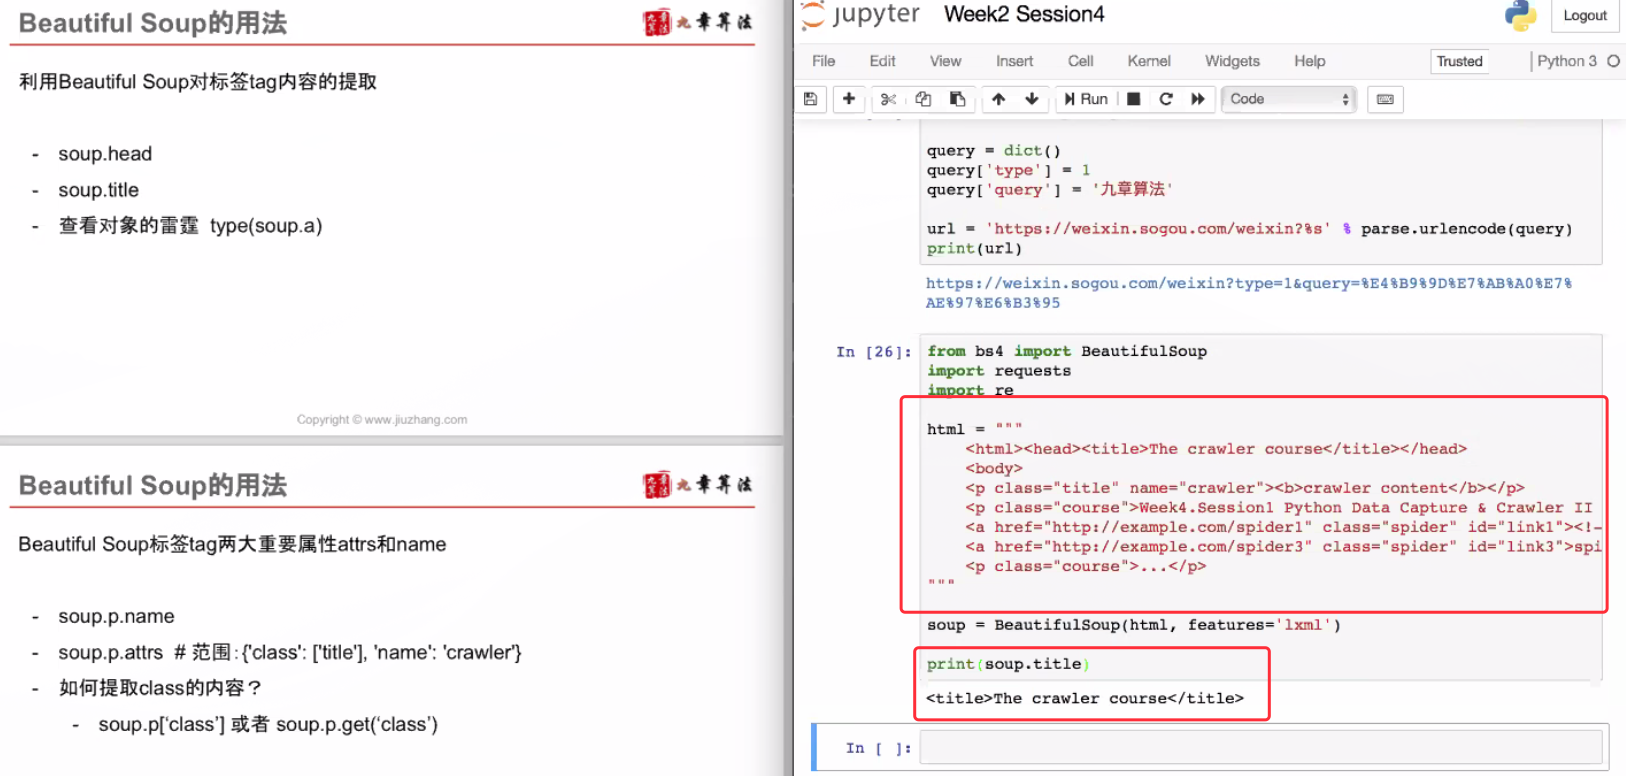 Beautiful Soup的用法
九章算法
利用Beautiful Soup对标签tag内容的提取
- soup.head
- soup.title
- 查看对象的雷霆 type(soup.a)
Copyright © www.jiuzhang.com
Beautiful Soup的用法
九章算法
Beautiful Soup标签tag两大重要属性attrs和name
- soup.p.name
- soup.p.attrs # 范围:{'class': ['title'], 'name': 'crawler'}
- 如何提取class的内容？
- soup.p['class'] 或者 soup.p.get('class')
jupyter Week2 Session4
Logout
File Edit View Insert Cell Kernel Widgets Help
Trusted
Python 3
Run
Code
query = dict()
query['type'] = 1
query['query'] = '九章算法'
url = 'https://weixin.sogou.com/weixin?%s' % parse.urlencode(query)
print(url)
https://weixin.sogou.com/weixin?type=1&query=%E4%B9%9D%E7%AB%A0%E7%
AE%97%E6%B3%95
In [26]:
from bs4 import BeautifulSoup
import requests
import re
html = """
<html><head><title>The crawler course</title></head>
<body>
<p class="title" name="crawler"><b>crawler content</b></p>
<p class="course">Week4.Session1 Python Data Capture & Crawler II
<a href="http://example.com/spider1" class="spider" id="link1"><!-
<a href="http://example.com/spider3" class="spider" id="link3">spi
<p class="course">...</p>
"""
soup = BeautifulSoup(html, features='lxml')
print(soup.title)
<title>The crawler course</title>
In [ ]: